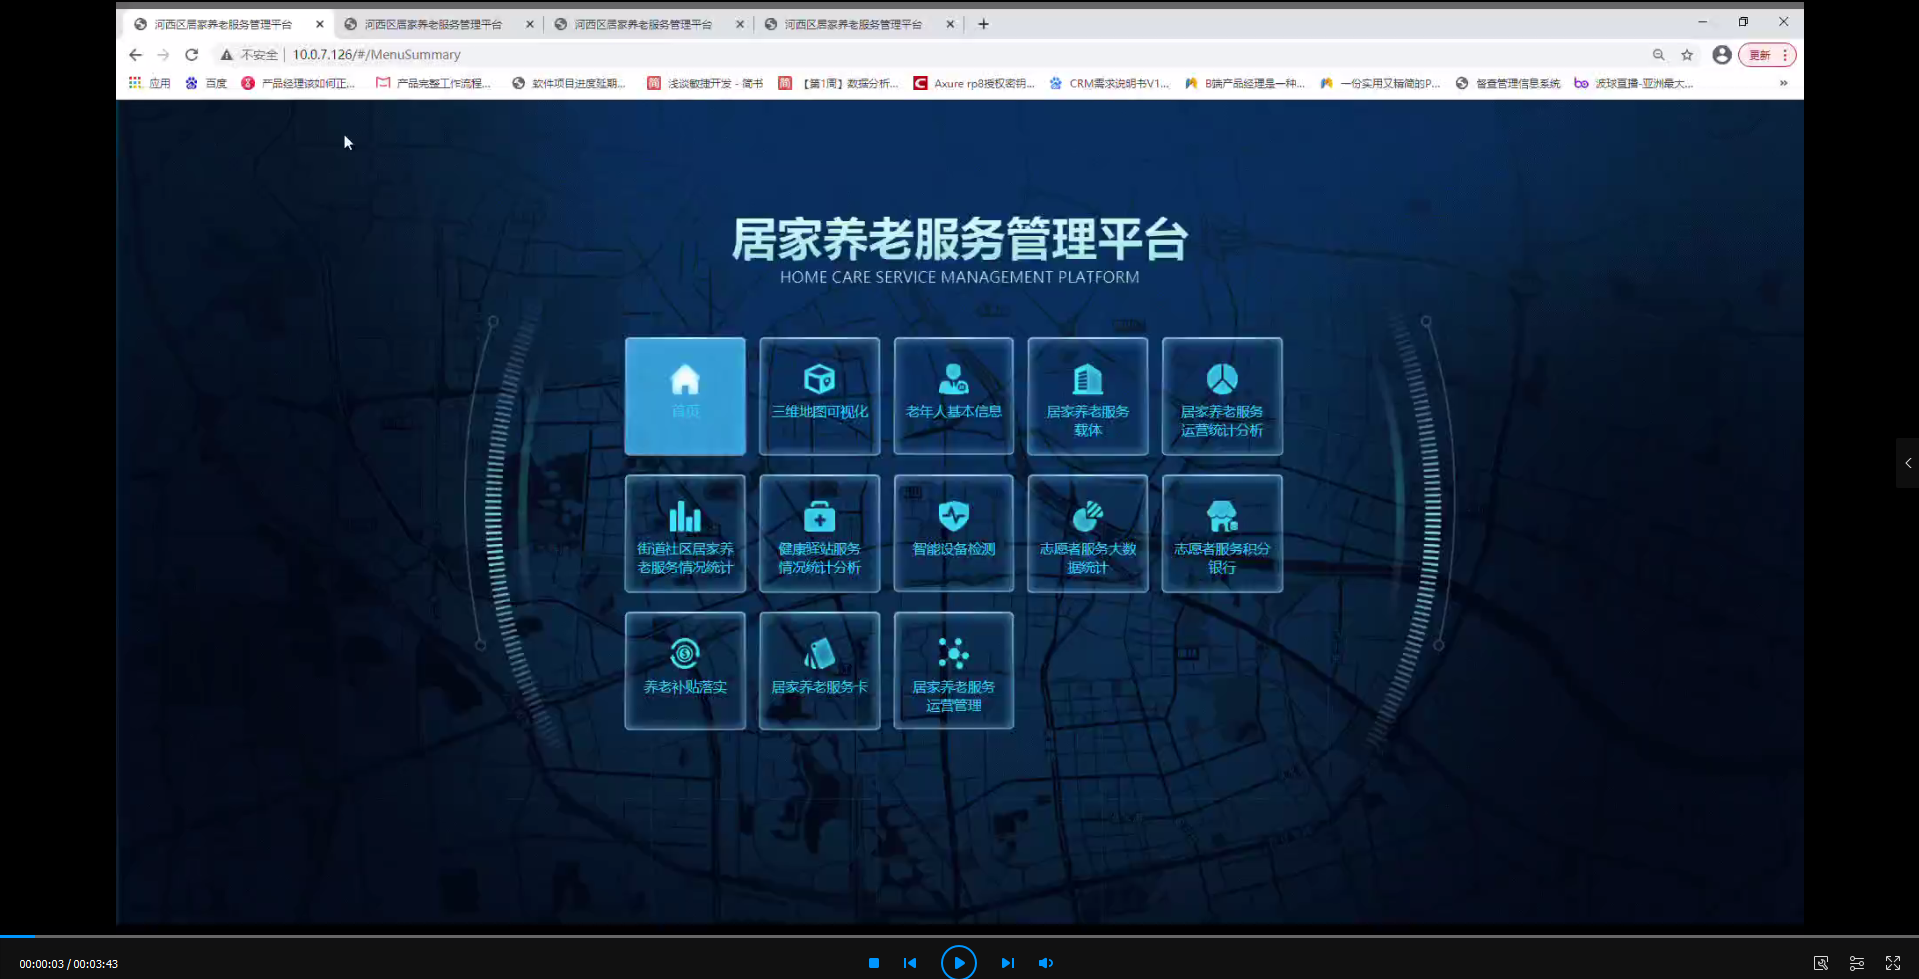 河西区居家养老服务管理平台
河西区居家养老服务管理平台
河西区居家养老服务管理平台
河西区居家养老服务管理平台
不安全
10.0.7.126/#/MenuSummary
更新
应用
百度
产品经理该如何正...
产品完整工作流程...
软件项目进度延期...
浅谈敏捷开发 - 简书
【第1周】数据分析...
Axure rp8授权密钥...
CRM需求说明书V1...
B端产品经理是一种...
一份实用又精简的P...
督查管理信息系统
波球直播-亚洲最大...
居家养老服务管理平台
HOME CARE SERVICE MANAGEMENT PLATFORM
首页
三维地图可视化
老年人基本信息
居家养老服务
载体
居家养老服务
运营统计分析
街道社区居家养
老服务情况统计
健康驿站服务
情况统计分析
智能设备检测
志愿者服务大数
据统计
志愿者服务积分
银行
养老补贴落实
居家养老服务卡
居家养老服务
运营管理
00:00:03 / 00:03:43